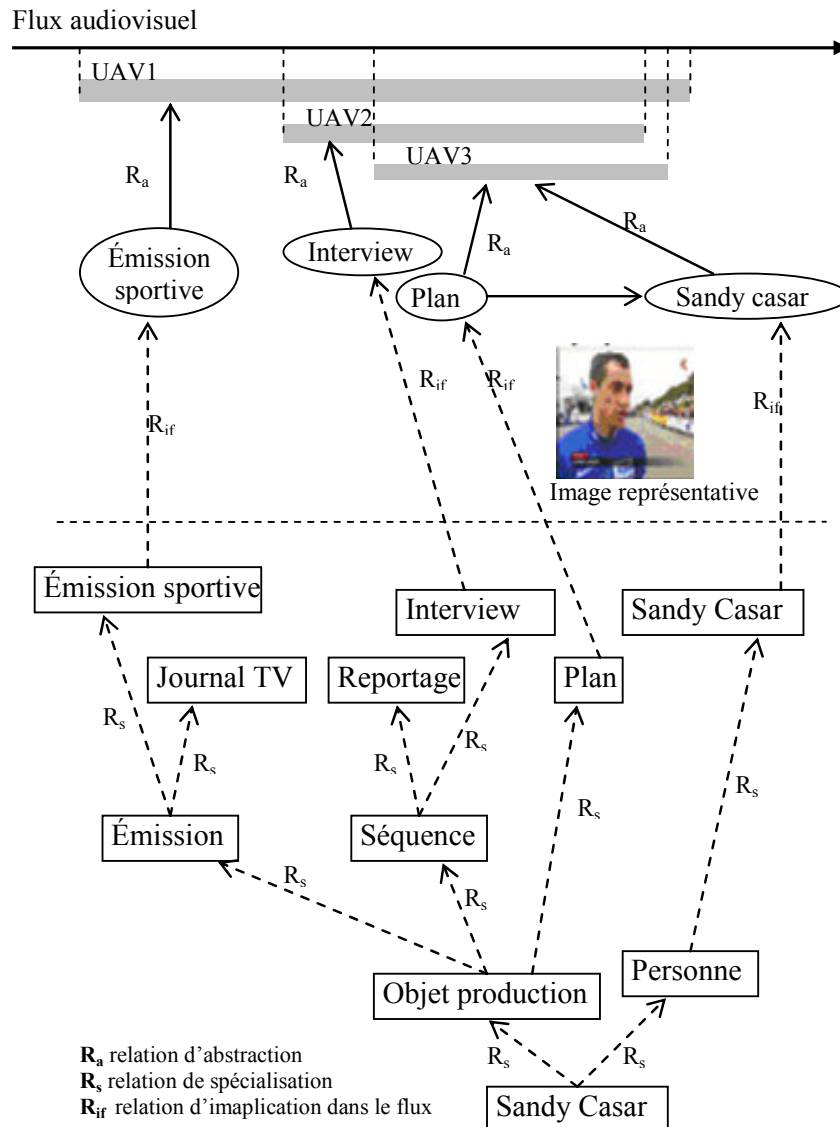 Flux audiovisuel
UAV1
UAV2
UAV3
Ra
Ra
Ra
Ra
Émission
sportive
Interview
Plan
Sandy casar
Rif
Rif
Rif
Rif
Image représentative
Émission sportive
Interview
Sandy Casar
Journal TV
Reportage
Plan
Rs
Rs
Rs
Rs
Rs
Rs
Émission
Séquence
Rs
Rs
Personne
Objet production
Ra relation d'abstraction
Rs relation de spécialisation
Rif relation d'imaplication dans le flux
Rs
Rs
Sandy Casar